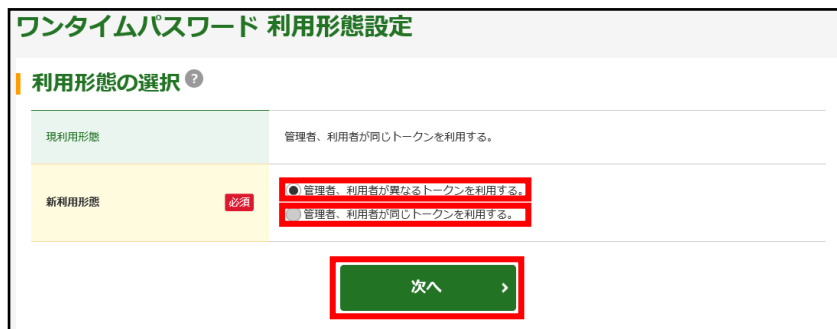 ワンタイムパスワード 利用形態設定
利用形態の選択 ?
現利用形態
管理者、利用者が同じトークンを利用する。
新利用形態 必須
管理者、利用者が異なるトークンを利用する。
管理者、利用者が同じトークンを利用する。
次へ